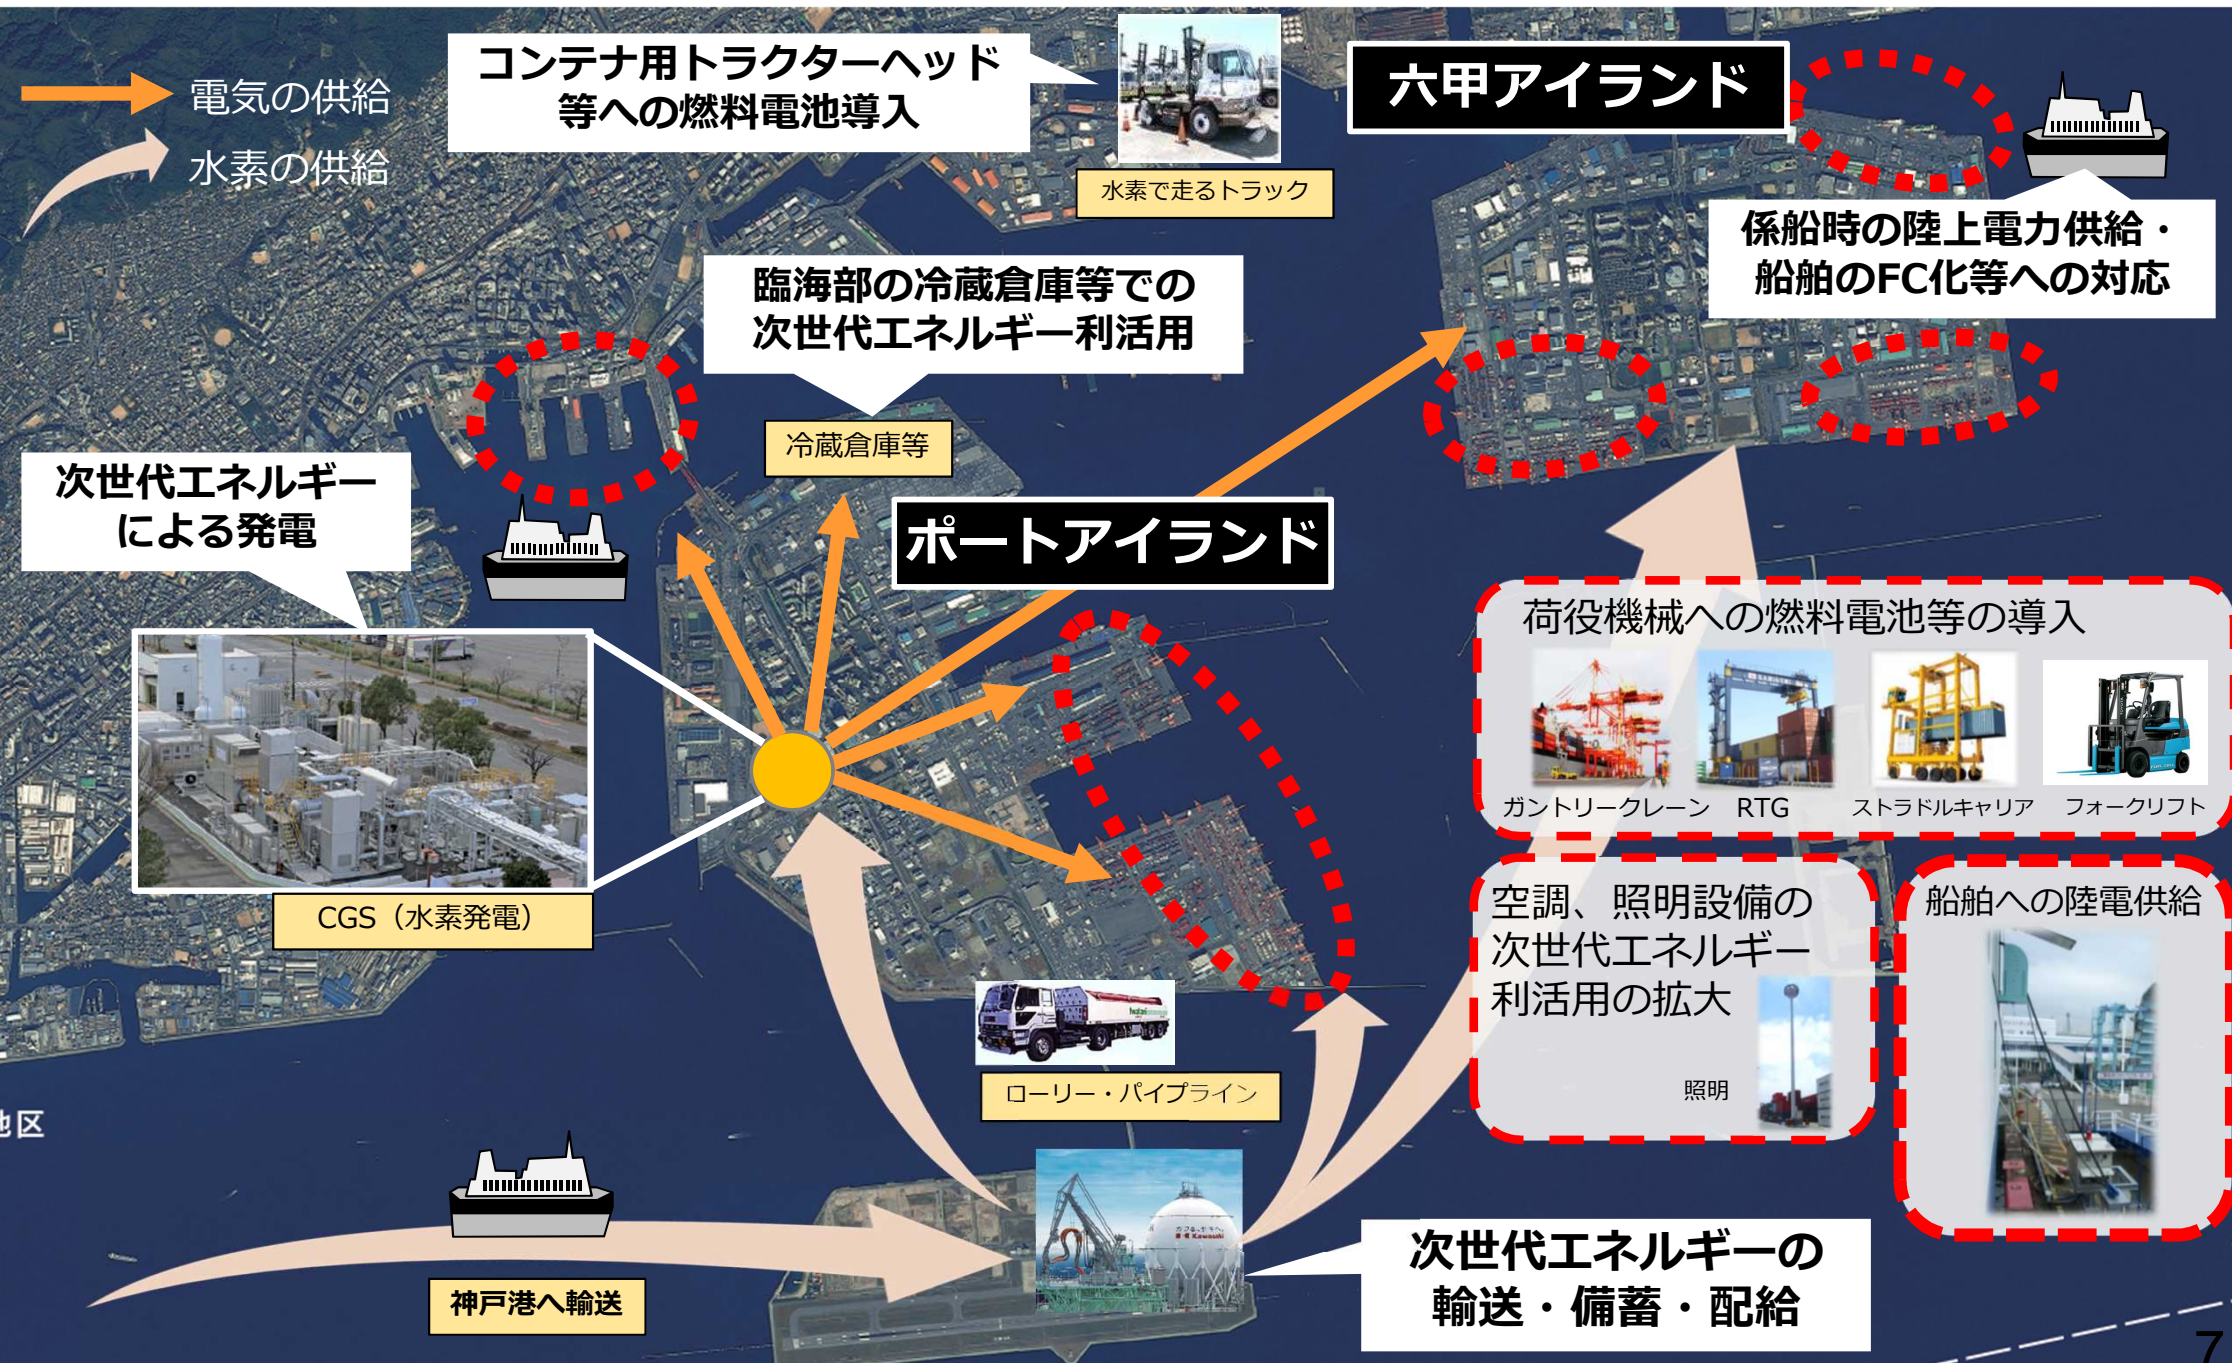 電気の供給
水素の供給
コンテナ用トラクターヘッド
等への燃料電池導入
水素で走るトラック
六甲アイランド
係船時の陸上電力供給・
船舶のFC化等への対応
臨海部の冷蔵倉庫等での
次世代エネルギー利活用
冷蔵倉庫等
次世代エネルギー
による発電
ポートアイランド
CGS（水素発電）
荷役機械への燃料電池等の導入
ガントリークレーン
RTG
ストラドルキャリア
フォークリフト
空調、照明設備の
次世代エネルギー
利活用の拡大
照明
船舶への陸電供給
Iwatani
ローリー・パイプライン
地区
Kawasaki
神戸港へ輸送
次世代エネルギーの
輸送・備蓄・配給
7